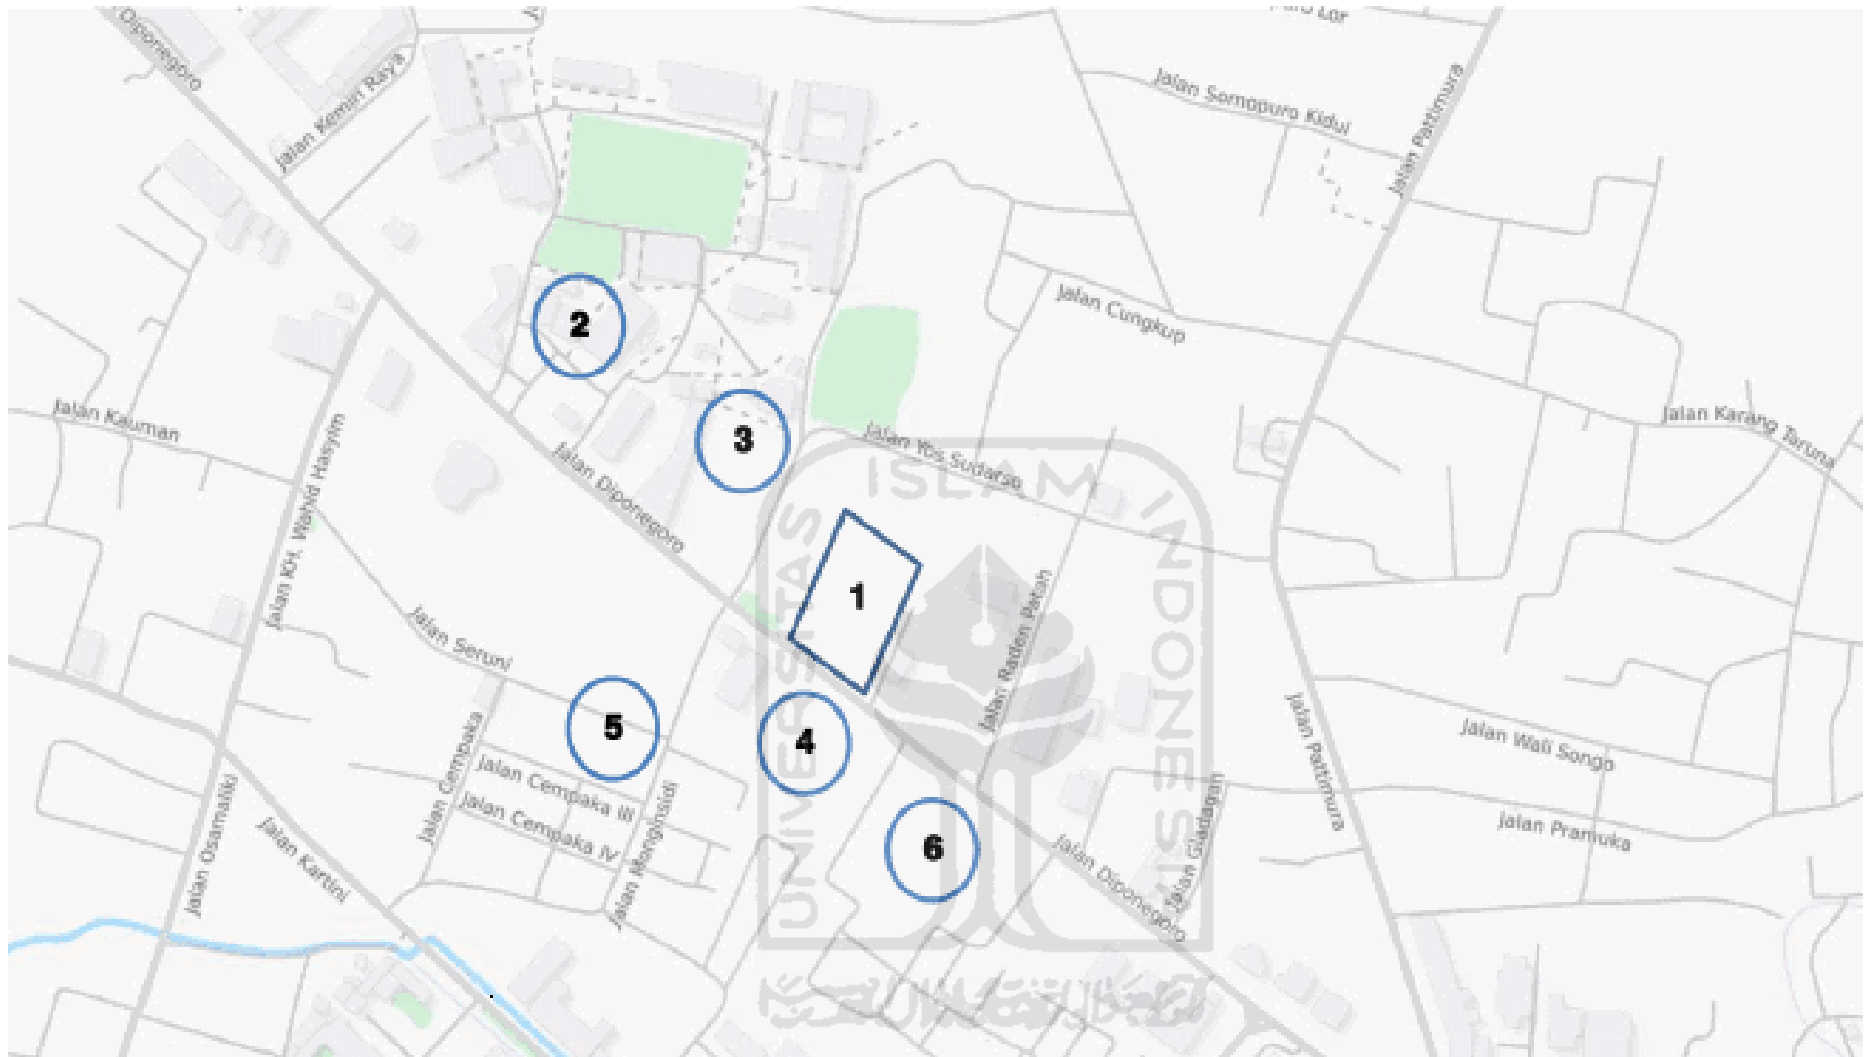 Diponegoro
Jalan Kemiri Raya
Jalan Somopuro Kidul
Jalan Pattimura
2
Jalan Cungkup
Jalan Kauman
Jalan KH. Wahid Hasyim
3
Jalan Diponegoro
Jalan Yos Sudarso
Jalan Karang Taruna
ISLAM
UNIVERSITAS
INDONESIA
1
Jalan Raden Patah
Jalan Seruni
5
4
Jalan Cempaka
Jalan Cempaka III
Jalan Cempaka IV
Jalan Monginsidi
Jalan Pattimura
Jalan Wali Songo
Jalan Pramuka
Jalan Osamaliki
Jalan Kartini
6
Jalan Diponegoro
Jalan Gladagan